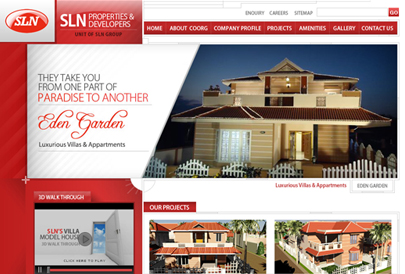 SLN
SLN PROPERTIES &
DEVELOPERS
UNIT OF SLN GROUP
ENQUIRY CAREERS SITEMAP
GO
HOME ABOUT COORG COMPANY PROFILE PROJECTS AMENITIES GALLERY CONTACT US
THEY TAKE YOU
FROM ONE PART OF
PARADISE TO ANOTHER
Eden Garden
Luxurious Villas & Appartments
Luxurious Villas & Appartments EDEN GARDEN
3D WALK THROUGH
SLN'S VILLA
MODEL HOUSE
3D WALK THROUGH
CLICK HERE TO PLAY
OUR PROJECTS